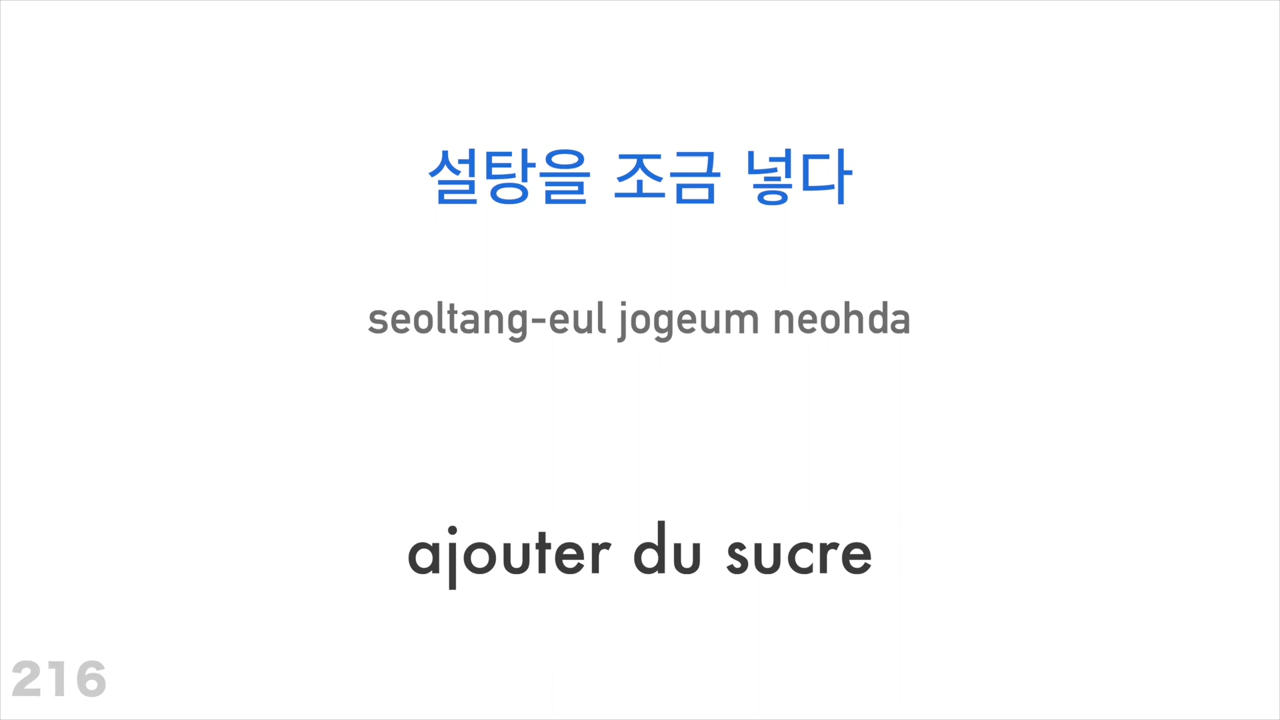 설탕을 조금 넣다
seoltang-eul jogeum neohda
ajouter du sucre
216